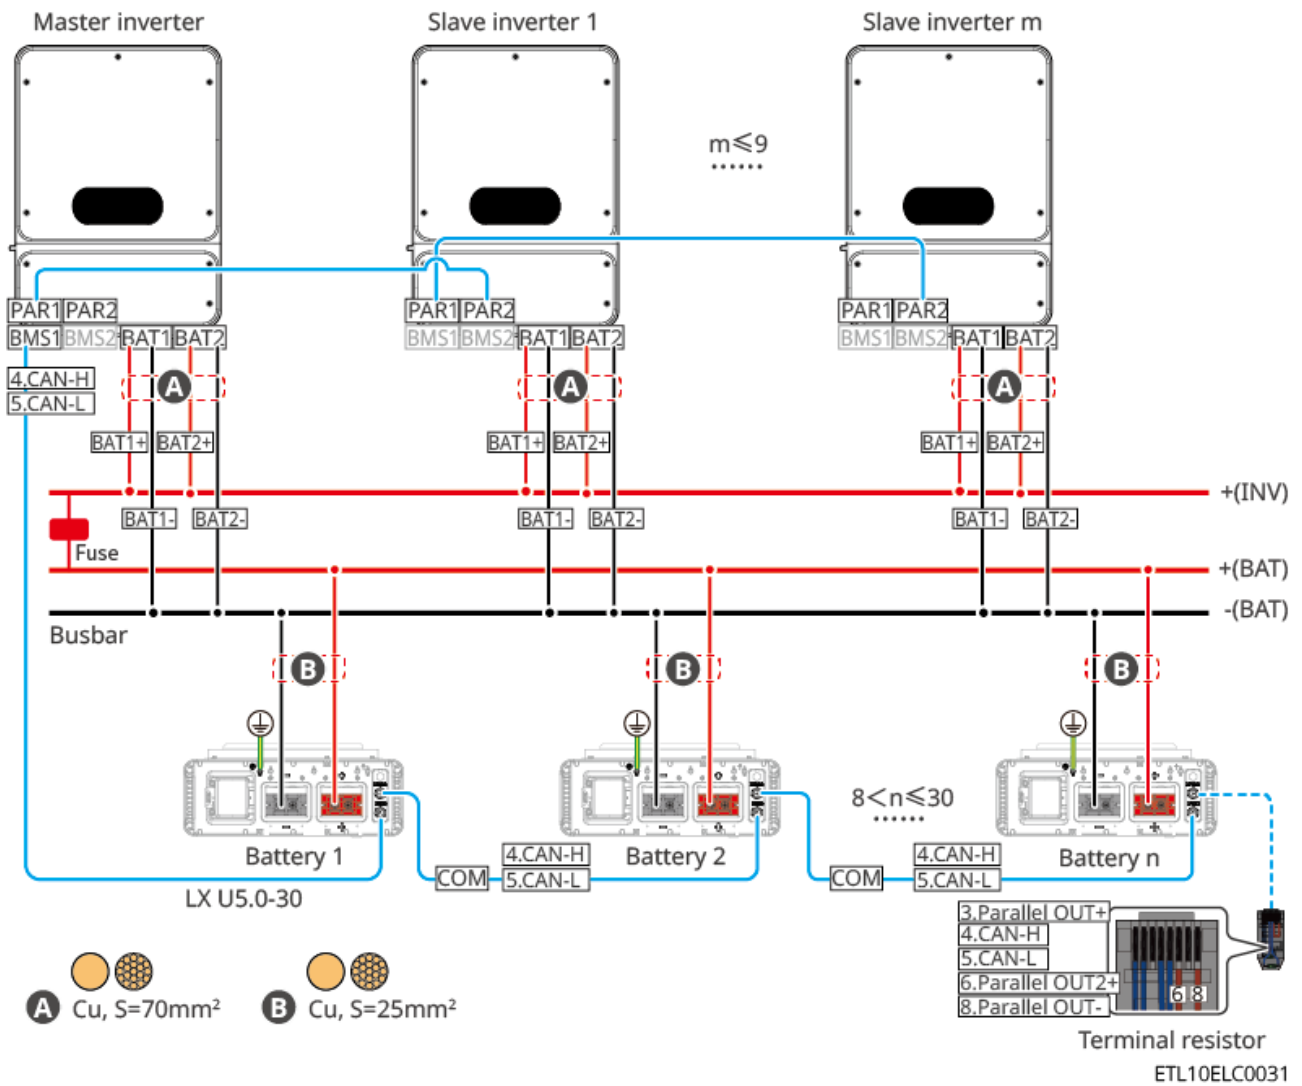 Master inverter
Slave inverter 1
Slave inverter m
m≤9
......
PAR1 PAR2
PAR1 PAR2
PAR1 PAR2
BMS1 BMS2 BAT1 BAT2
BMS1 BMS2 BAT1 BAT2
BMS1 BMS2 BAT1 BAT2
4.CAN-H
5.CAN-L
A
A
A
BAT1+ BAT2+
BAT1+ BAT2+
BAT1+ BAT2+
+(INV)
BAT1- BAT2-
BAT1- BAT2-
BAT1- BAT2-
Fuse
+(BAT)
-(BAT)
Busbar
B
B
B
8<n≤30
......
Battery 1
Battery 2
Battery n
4.CAN-H
4.CAN-H
COM
5.CAN-L
COM
5.CAN-L
LX U5.0-30
3.Parallel OUT+
4.CAN-H
5.CAN-L
6.Parallel OUT2+
8.Parallel OUT-
6 8
A Cu, S=70mm²
B Cu, S=25mm²
Terminal resistor
ETL10ELC0031